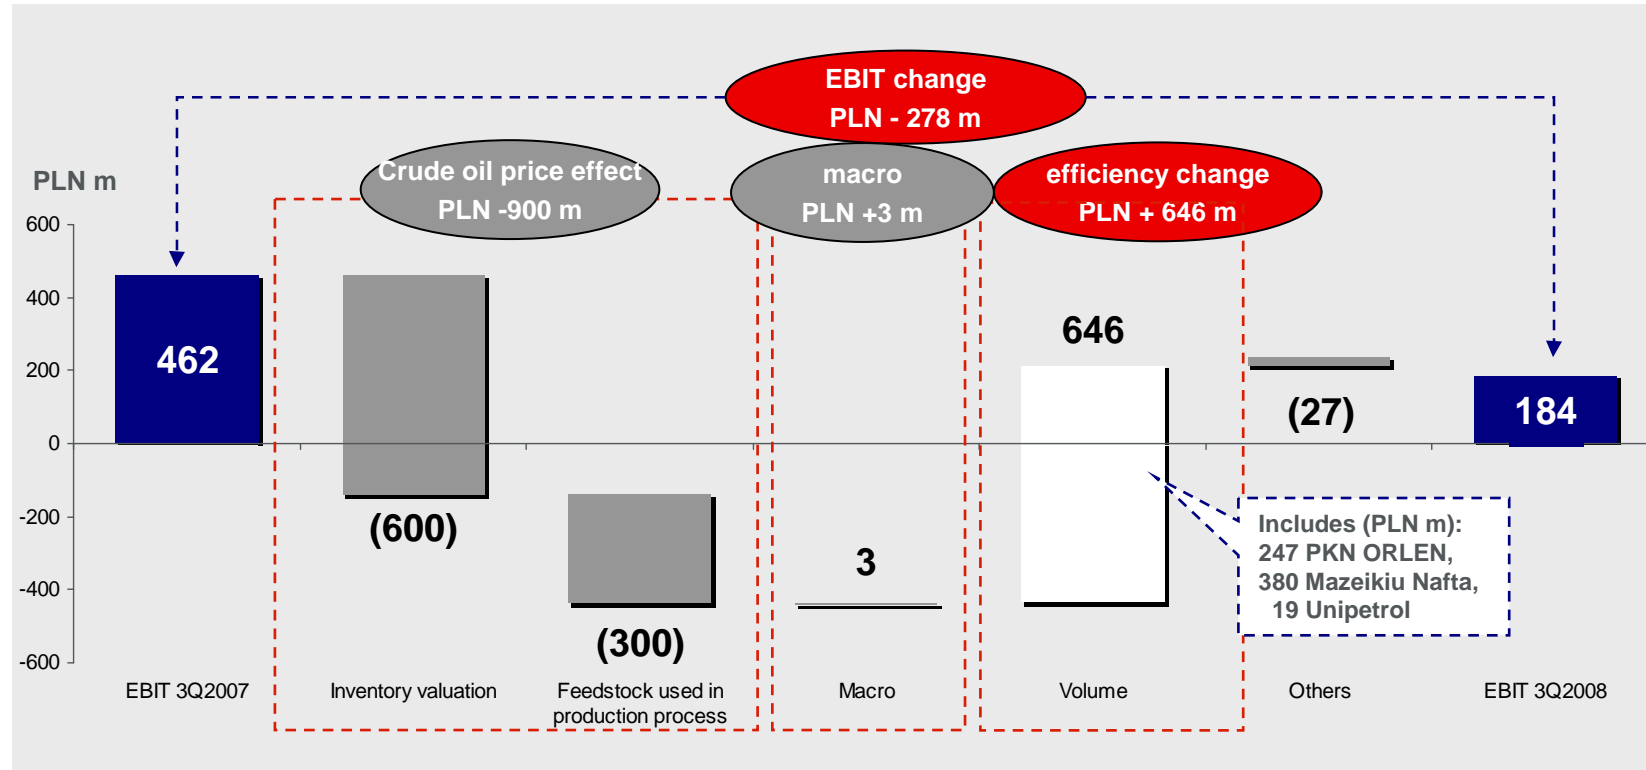 EBIT change
PLN - 278 m
Crude oil price effect
PLN -900 m
macro
PLN +3 m
efficiency change
PLN + 646 m
PLN m
600
400
200
0
-200
-400
-600
462
(600)
(300)
3
646
(27)
184
Includes (PLN m):
247 PKN ORLEN,
380 Mazeikiu Nafta,
19 Unipetrol
EBIT 3Q2007
Inventory valuation
Feedstock used in
production process
Macro
Volume
Others
EBIT 3Q2008